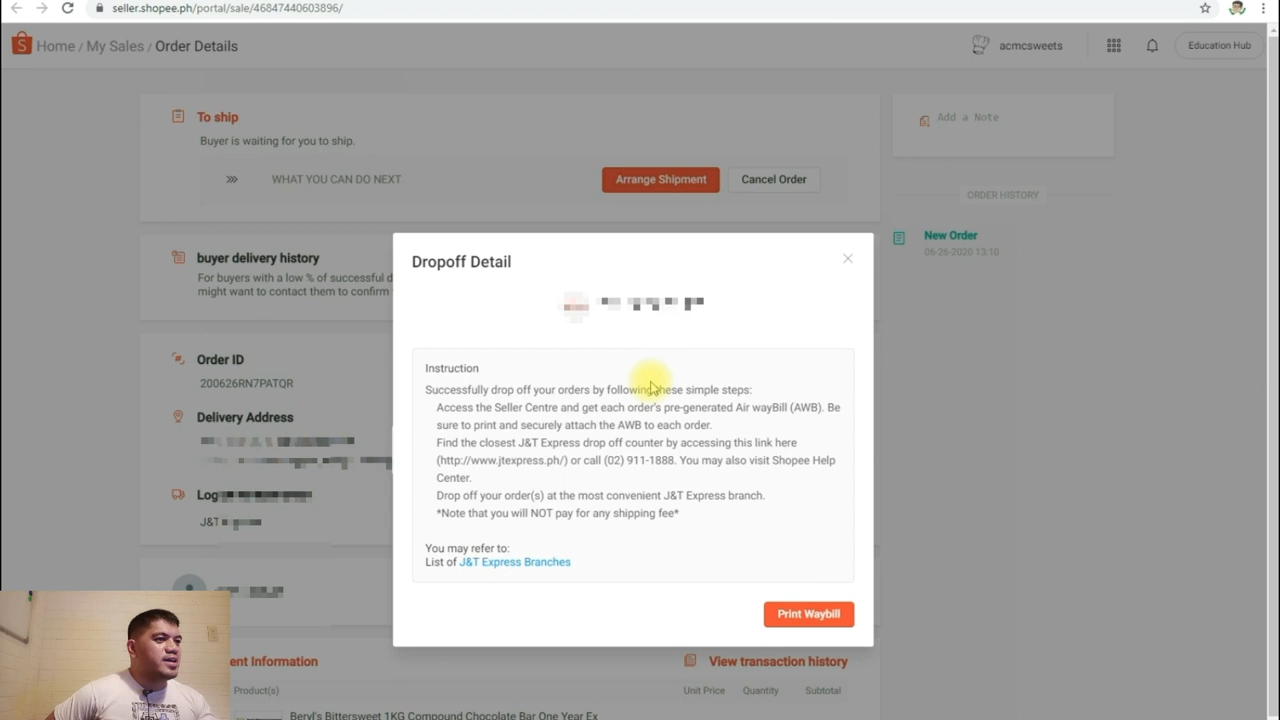 seller.shopee.ph/portal/sale/46847440603896/
Home / My Sales / Order Details
acmcsweets
Education Hub
To ship
Buyer is waiting for you to ship.
WHAT YOU CAN DO NEXT
Arrange Shipment
Cancel Order
Add a Note
ORDER HISTORY
New Order
06-26-2020 13:10
buyer delivery history
For buyers with a low % of successful d
might want to contact them to confirm
Order ID
200626RN7PATQR
Delivery Address
Log
J&T
Dropoff Detail
Instruction
Successfully drop off your orders by following these simple steps:
Access the Seller Centre and get each order's pre-generated Air wayBill (AWB). Be
sure to print and securely attach the AWB to each order.
Find the closest J&T Express drop off counter by accessing this link here
(http://www.jtexpress.ph/) or call (02) 911-1888. You may also visit Shopee Help
Center.
Drop off your order(s) at the most convenient J&T Express branch.
*Note that you will NOT pay for any shipping fee*
You may refer to:
List of J&T Express Branches
Print Waybill
ent Information
View transaction history
Product(s)
Unit Price
Quantity
Subtotal
Beryl's Bittersweet 1KG Compound Chocolate Bar One Year Ex